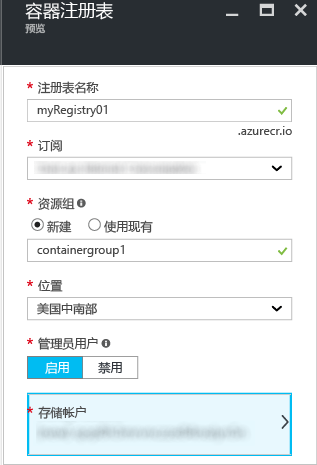 容器注册表
预览
* 注册表名称
myRegistry01
.azurecr.io
* 订阅
* 资源组
新建 使用现有
containergroup1
* 位置
美国中南部
* 管理员用户
启用 禁用
* 存储帐户